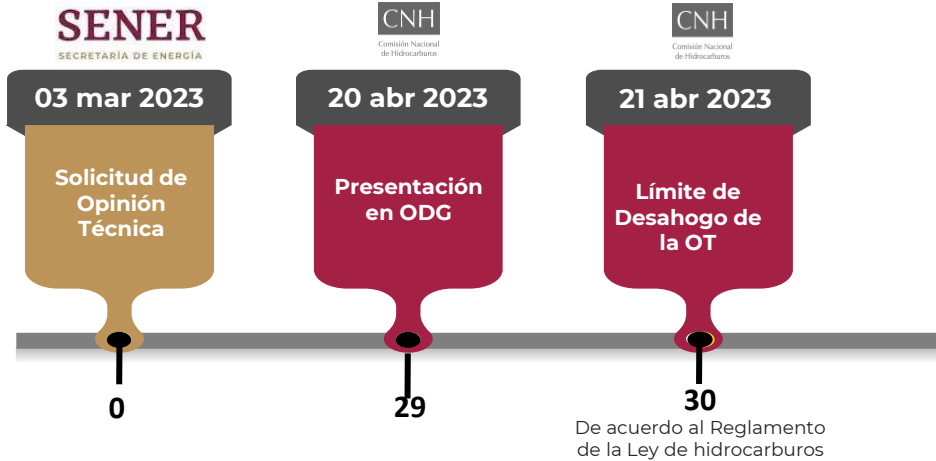 SENER
SECRETARÍA DE ENERGÍA
03 mar 2023
Solicitud de
Opinión
Técnica
0
CNH
Comisión Nacional
de Hidrocarburos
20 abr 2023
Presentación
en ODG
29
CNH
Comisión Nacional
de Hidrocarburos
21 abr 2023
Límite de
Desahogo de
la OT
30
De acuerdo al Reglamento
de la Ley de hidrocarburos